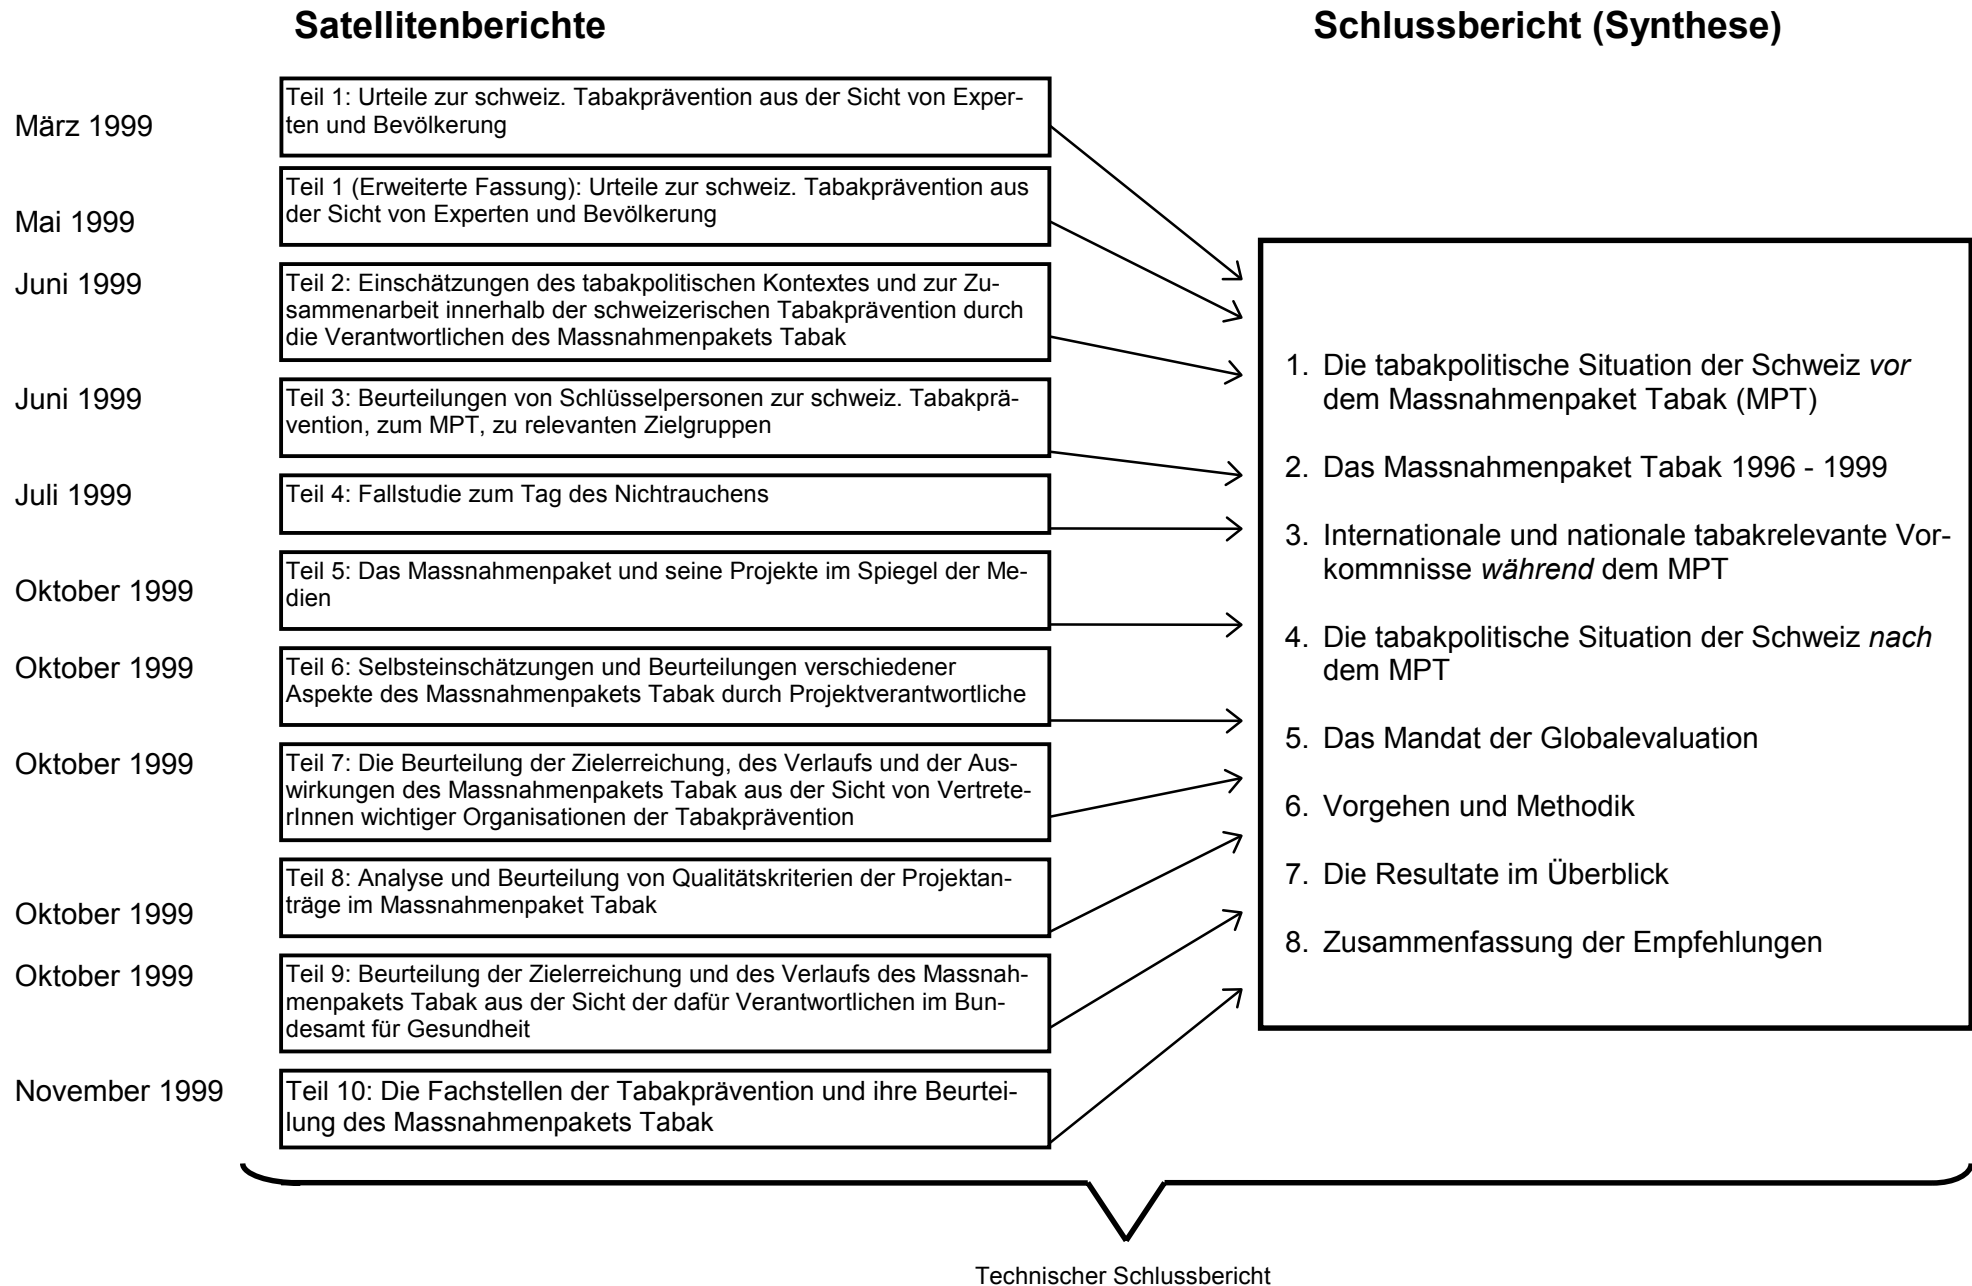 Satellitenberichte
Schlussbericht (Synthese)
März 1999
Teil 1: Urteile zur schweiz. Tabakprävention aus der Sicht von Exper-
ten und Bevölkerung
Mai 1999
Teil 1 (Erweiterte Fassung): Urteile zur schweiz. Tabakprävention aus
der Sicht von Experten und Bevölkerung
Juni 1999
Teil 2: Einschätzungen des tabakpolitischen Kontextes und zur Zu-
sammenarbeit innerhalb der schweizerischen Tabakprävention durch
die Verantwortlichen des Massnahmenpakets Tabak
Juni 1999
Teil 3: Beurteilungen von Schlüsselpersonen zur schweiz. Tabakprä-
vention, zum MPT, zu relevanten Zielgruppen
Juli 1999
Teil 4: Fallstudie zum Tag des Nichtrauchens
Oktober 1999
Teil 5: Das Massnahmenpaket und seine Projekte im Spiegel der Me-
dien
Oktober 1999
Teil 6: Selbsteinschätzungen und Beurteilungen verschiedener
Aspekte des Massnahmenpakets Tabak durch Projektverantwortliche
Oktober 1999
Teil 7: Die Beurteilung der Zielerreichung, des Verlaufs und der Aus-
wirkungen des Massnahmenpakets Tabak aus der Sicht von Vertrete-
rInnen wichtiger Organisationen der Tabakprävention
Oktober 1999
Teil 8: Analyse und Beurteilung von Qualitätskriterien der Projektan-
träge im Massnahmenpaket Tabak
Oktober 1999
Teil 9: Beurteilung der Zielerreichung und des Verlaufs des Massnah-
menpakets Tabak aus der Sicht der dafür Verantwortlichen im Bun-
desamt für Gesundheit
November 1999
Teil 10: Die Fachstellen der Tabakprävention und ihre Beurtei-
lung des Massnahmenpakets Tabak
1. Die tabakpolitische Situation der Schweiz vor
dem Massnahmenpaket Tabak (MPT)
2. Das Massnahmenpaket Tabak 1996 - 1999
3. Internationale und nationale tabakrelevante Vor-
kommnisse während dem MPT
4. Die tabakpolitische Situation der Schweiz nach
dem MPT
5. Das Mandat der Globalevaluation
6. Vorgehen und Methodik
7. Die Resultate im Überblick
8. Zusammenfassung der Empfehlungen
Technischer Schlussbericht